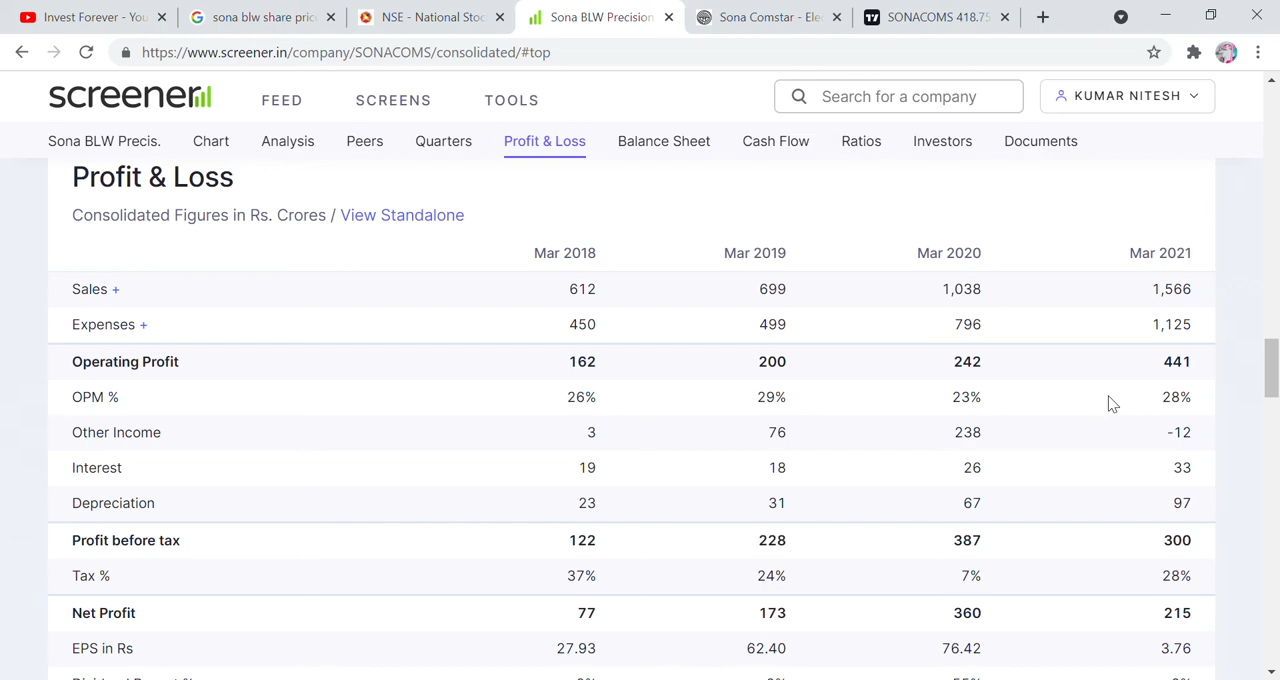 Invest Forever - You
sona blw share pric
NSE - National Stoc
Sona BLW Precision
Sona Comstar - Ele
SONACOMS 418.75
https://www.screener.in/company/SONACOMS/consolidated/#top
screener
FEED
SCREENS
TOOLS
Search for a company
KUMAR NITESH
Sona BLW Precis. Chart Analysis Peers Quarters Profit & Loss Balance Sheet Cash Flow Ratios Investors Documents
Profit & Loss
Consolidated Figures in Rs. Crores / View Standalone
Mar 2018 Mar 2019 Mar 2020 Mar 2021
Sales + 612 699 1,038 1,566
Expenses + 450 499 796 1,125
Operating Profit 162 200 242 441
OPM % 26% 29% 23% 28%
Other Income 3 76 238 -12
Interest 19 18 26 33
Depreciation 23 31 67 97
Profit before tax 122 228 387 300
Tax % 37% 24% 7% 28%
Net Profit 77 173 360 215
EPS in Rs 27.93 62.40 76.42 3.76